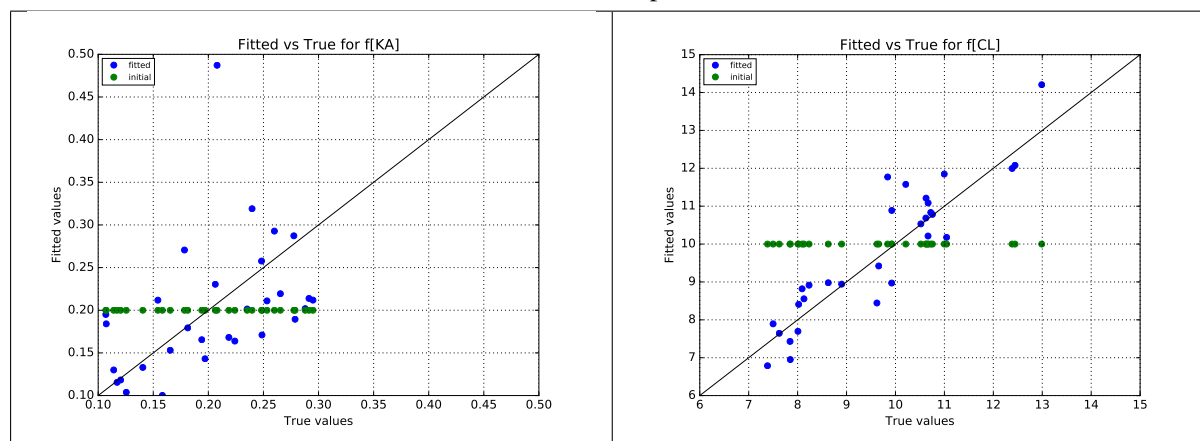 Fitted vs True for f[KA]
fitted
initial
Fitted values
0.50
0.45
0.40
0.35
0.30
0.25
0.20
0.15
0.10
0.10 0.15 0.20 0.25 0.30 0.35 0.40 0.45 0.50
True values
Fitted vs True for f[CL]
fitted
initial
Fitted values
15
14
13
12
11
10
9
8
7
6
6 7 8 9 10 11 12 13 14 15
True values